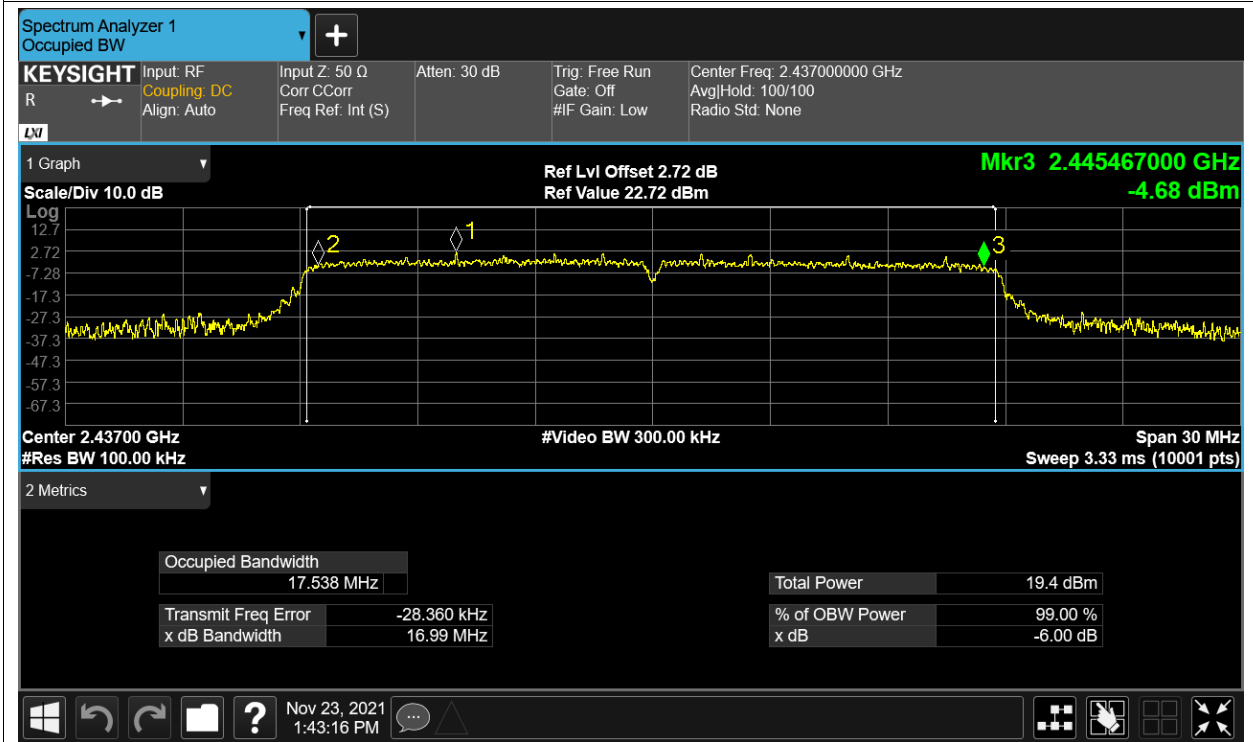 Spectrum Analyzer 1
Occupied BW
KEYSIGHT
R
LXI
Input: RF
Coupling: DC
Align: Auto
Input Z: 50 Ω
Corr CCorr
Freq Ref: Int (S)
Atten: 30 dB
Trig: Free Run
Gate: Off
#IF Gain: Low
Center Freq: 2.437000000 GHz
Avg|Hold: 100/100
Radio Std: None
1 Graph
Scale/Div 10.0 dB
Ref Lvl Offset 2.72 dB
Ref Value 22.72 dBm
Mkr3 2.445467000 GHz
-4.68 dBm
Log
12.7
2.72
-7.28
-17.3
-27.3
-37.3
-47.3
-57.3
-67.3
2
1
3
Center 2.43700 GHz
#Video BW 300.00 kHz
Span 30 MHz
#Res BW 100.00 kHz
Sweep 3.33 ms (10001 pts)
2 Metrics
Occupied Bandwidth
17.538 MHz
Total Power 19.4 dBm
Transmit Freq Error -28.360 kHz
% of OBW Power 99.00 %
x dB Bandwidth 16.99 MHz
x dB -6.00 dB
?
Nov 23, 2021
1:43:16 PM